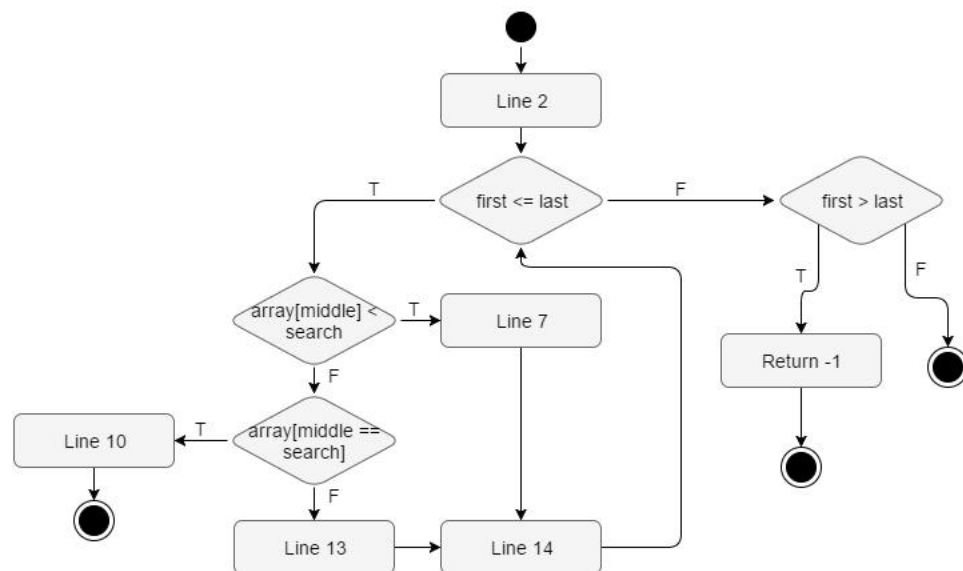 Line 2
T
first <= last
F
first > last
array[middle] <
search
T
Line 7
T
F
F
Return -1
Line 10
T
array[middle ==
search]
F
Line 13
Line 14